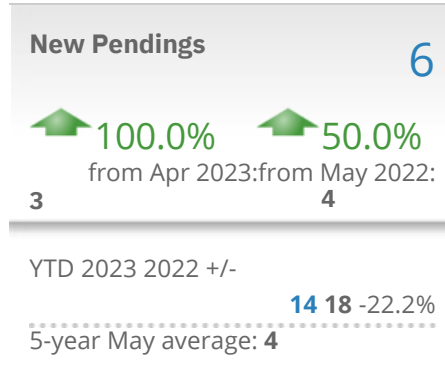 New Pendings
6
100.0% 50.0%
from Apr 2023:from May 2022:
3 4
YTD 2023 2022 +/-
14 18 -22.2%
5-year May average: 4